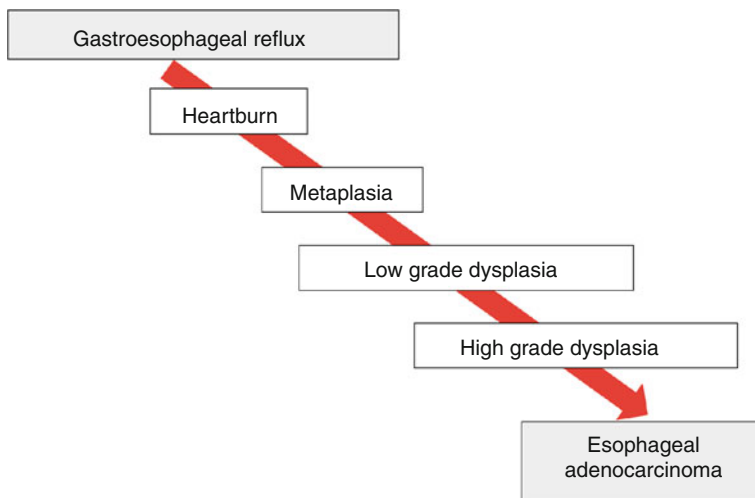 Gastroesophageal reflux
Heartburn
Metaplasia
Low grade dysplasia
High grade dysplasia
Esophageal
adenocarcinoma